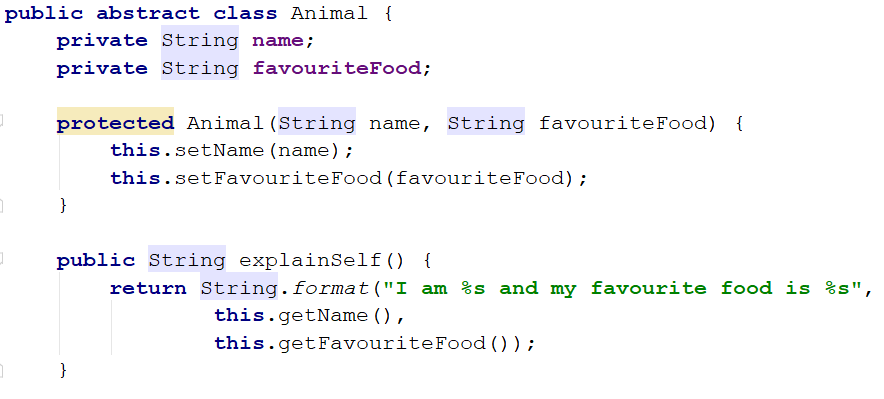 public abstract class Animal {
    private String name;
    private String favouriteFood;

    protected Animal(String name, String favouriteFood) {
        this.setName(name);
        this.setFavouriteFood(favouriteFood);
    }

    public String explainSelf() {
        return String.format("I am %s and my favourite food is %s",
                this.getName(),
                this.getFavouriteFood());
    }